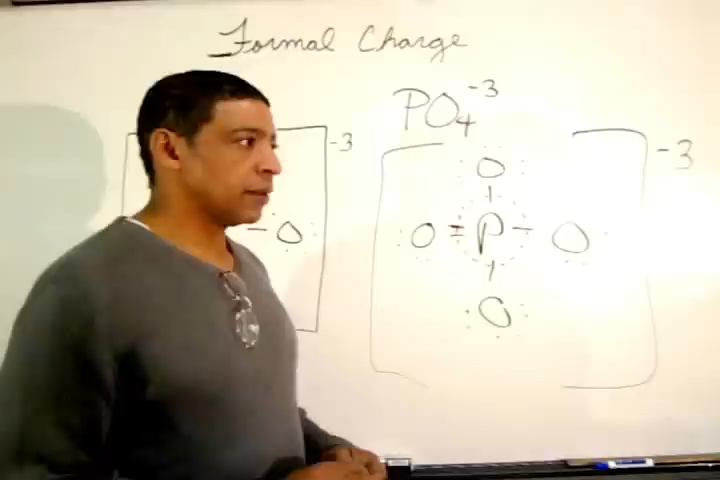 Formal Charge
PO4-3
-3
-3
O
O = P - O
- O
O